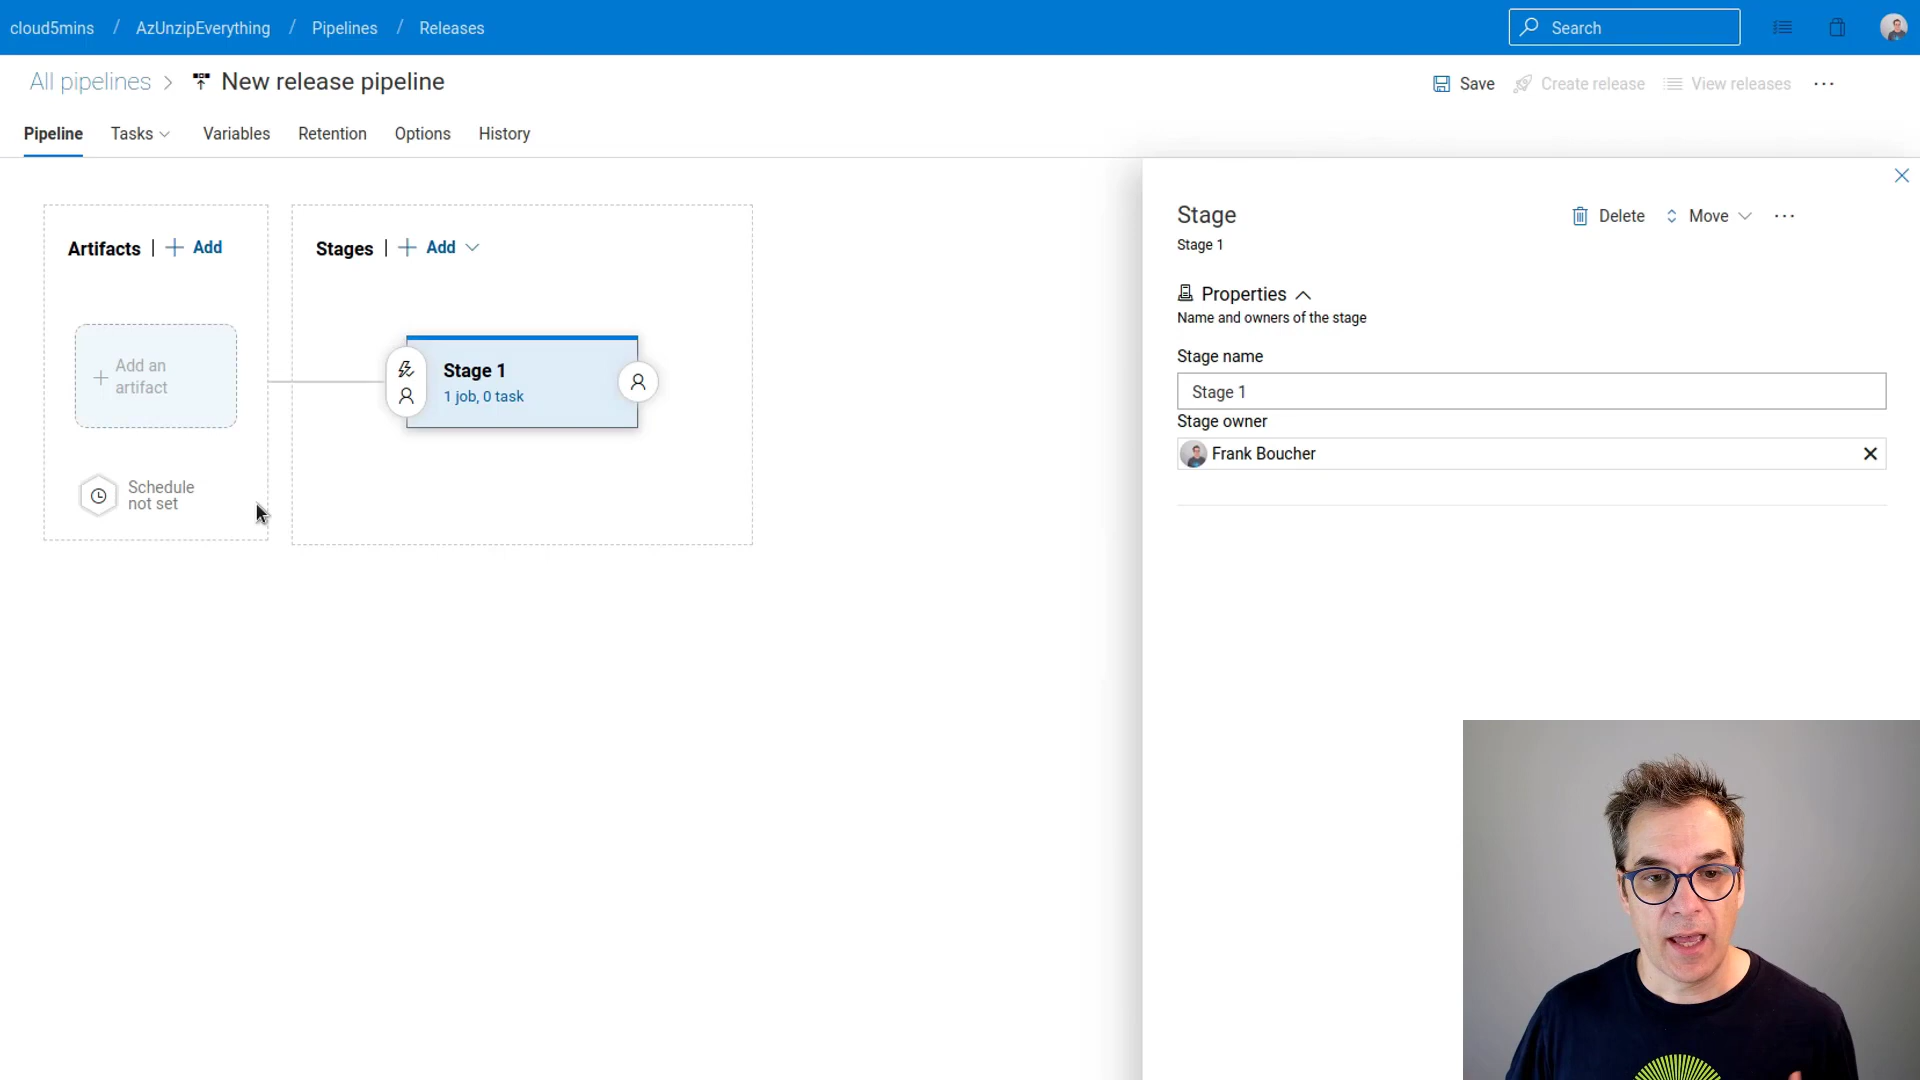 cloud5mins / AzUnzipEverything / Pipelines / Releases
Search
All pipelines > New release pipeline
Save Create release View releases ...
Pipeline Tasks Variables Retention Options History
Artifacts | + Add
Stages | + Add
Add an
artifact
Stage 1
1 job, 0 task
Schedule
not set
Stage
Delete Move ...
Stage 1
Properties
Name and owners of the stage
Stage name
Stage 1
Stage owner
Frank Boucher